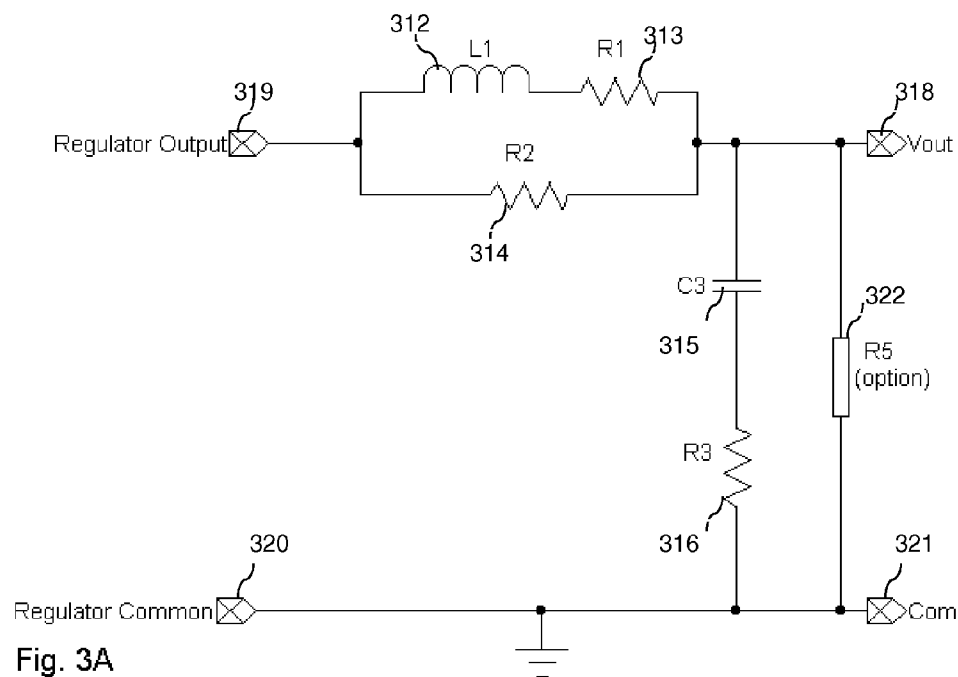 312
L1
R1
313
319
318
Regulator Output
Vout
R2
314
C3
315
322
R5
(option)
R3
316
320
321
Regulator Common
Com
Fig. 3A